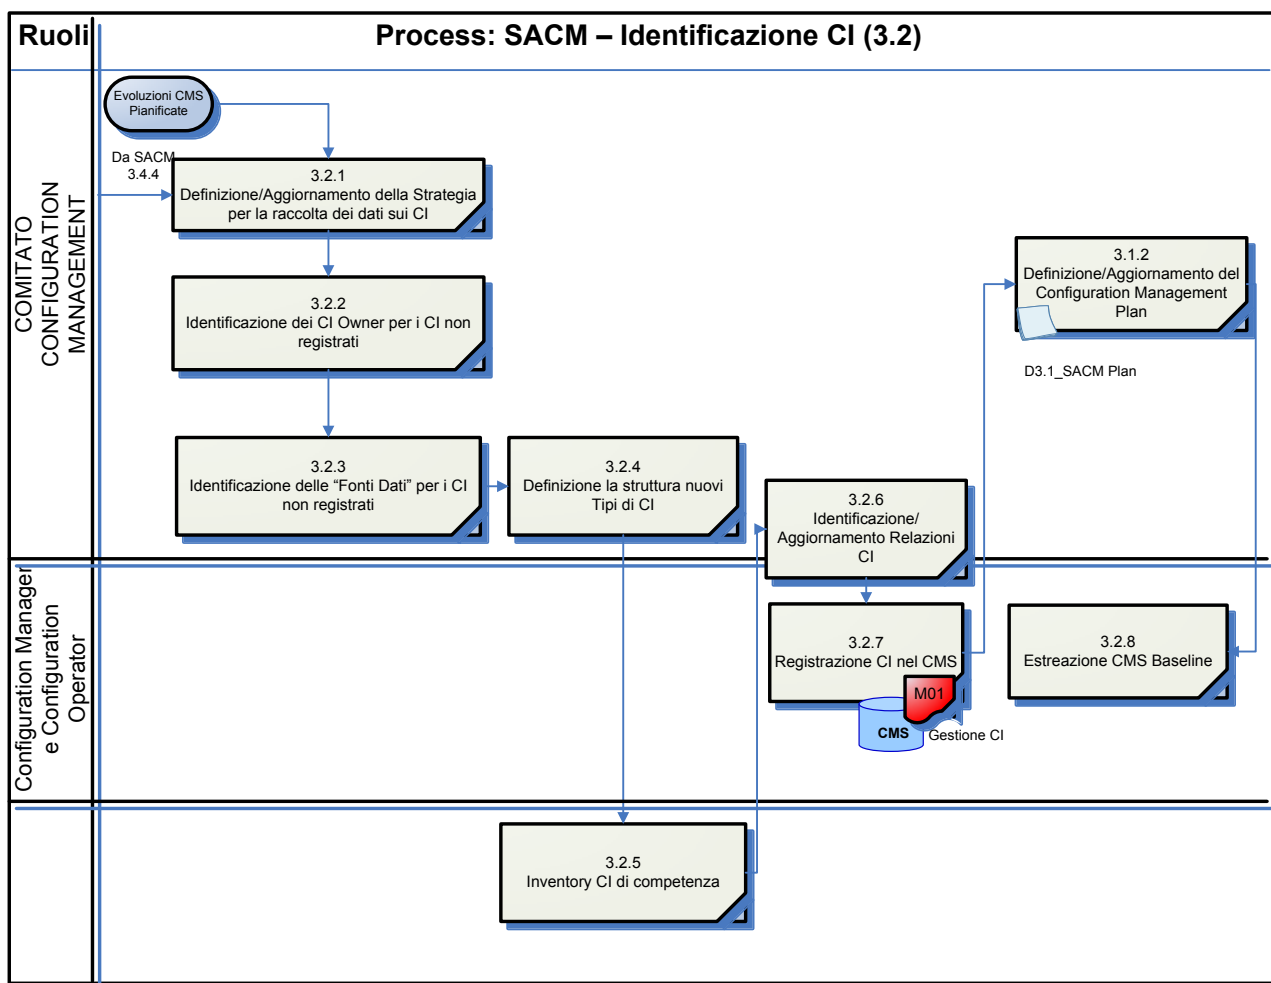 Ruoli
Process: SACM – Identificazione CI (3.2)
COMITATO
CONFIGURATION
MANAGEMENT
Evoluzioni CMS
Pianificate
Da SACM
3.4.4
3.2.1
Definizione/Aggiornamento della Strategia
per la raccolta dei dati sui CI
3.2.2
Identificazione dei CI Owner per i CI non
registrati
3.2.3
Identificazione delle “Fonti Dati” per i CI
non registrati
3.2.4
Definizione la struttura nuovi
Tipi di CI
3.2.6
Identificazione/
Aggiornamento Relazioni
CI
3.1.2
Definizione/Aggiornamento del
Configuration Management
Plan
D3.1_SACM Plan
Configuration Manager
e Configuration
Operator
3.2.7
Registrazione CI nel CMS
M01
CMS
Gestione CI
3.2.8
Estreazione CMS Baseline
3.2.5
Inventory CI di competenza